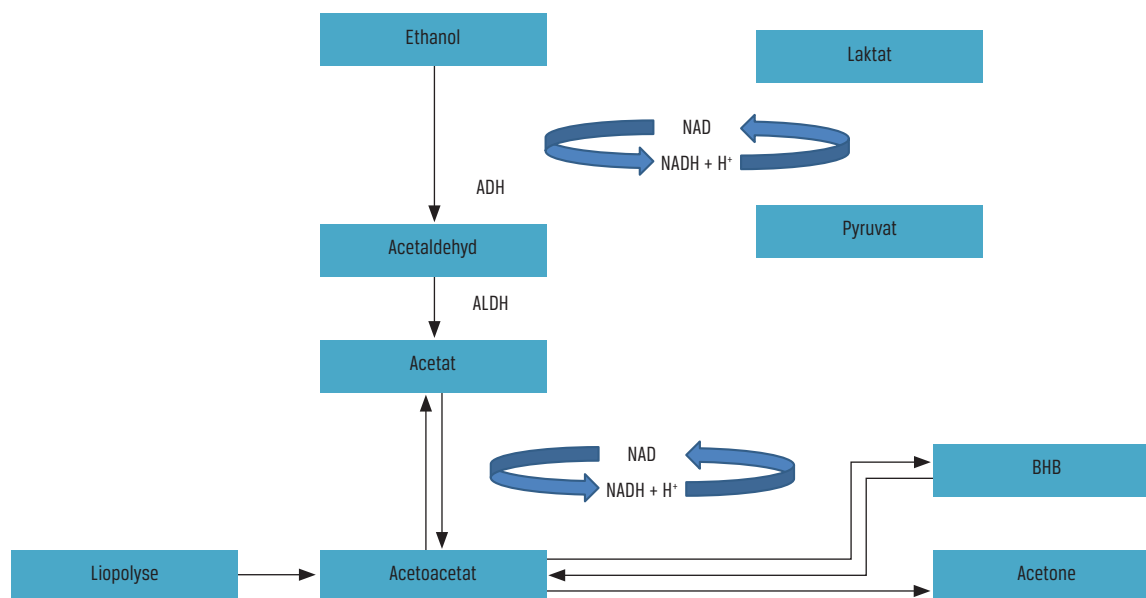 Ethanol
Laktat
NAD
NADH + H⁺
ADH
Pyruvat
Acetaldehyd
ALDH
Acetat
NAD
NADH + H⁺
BHB
Liopolyse
Acetoacetat
Acetone